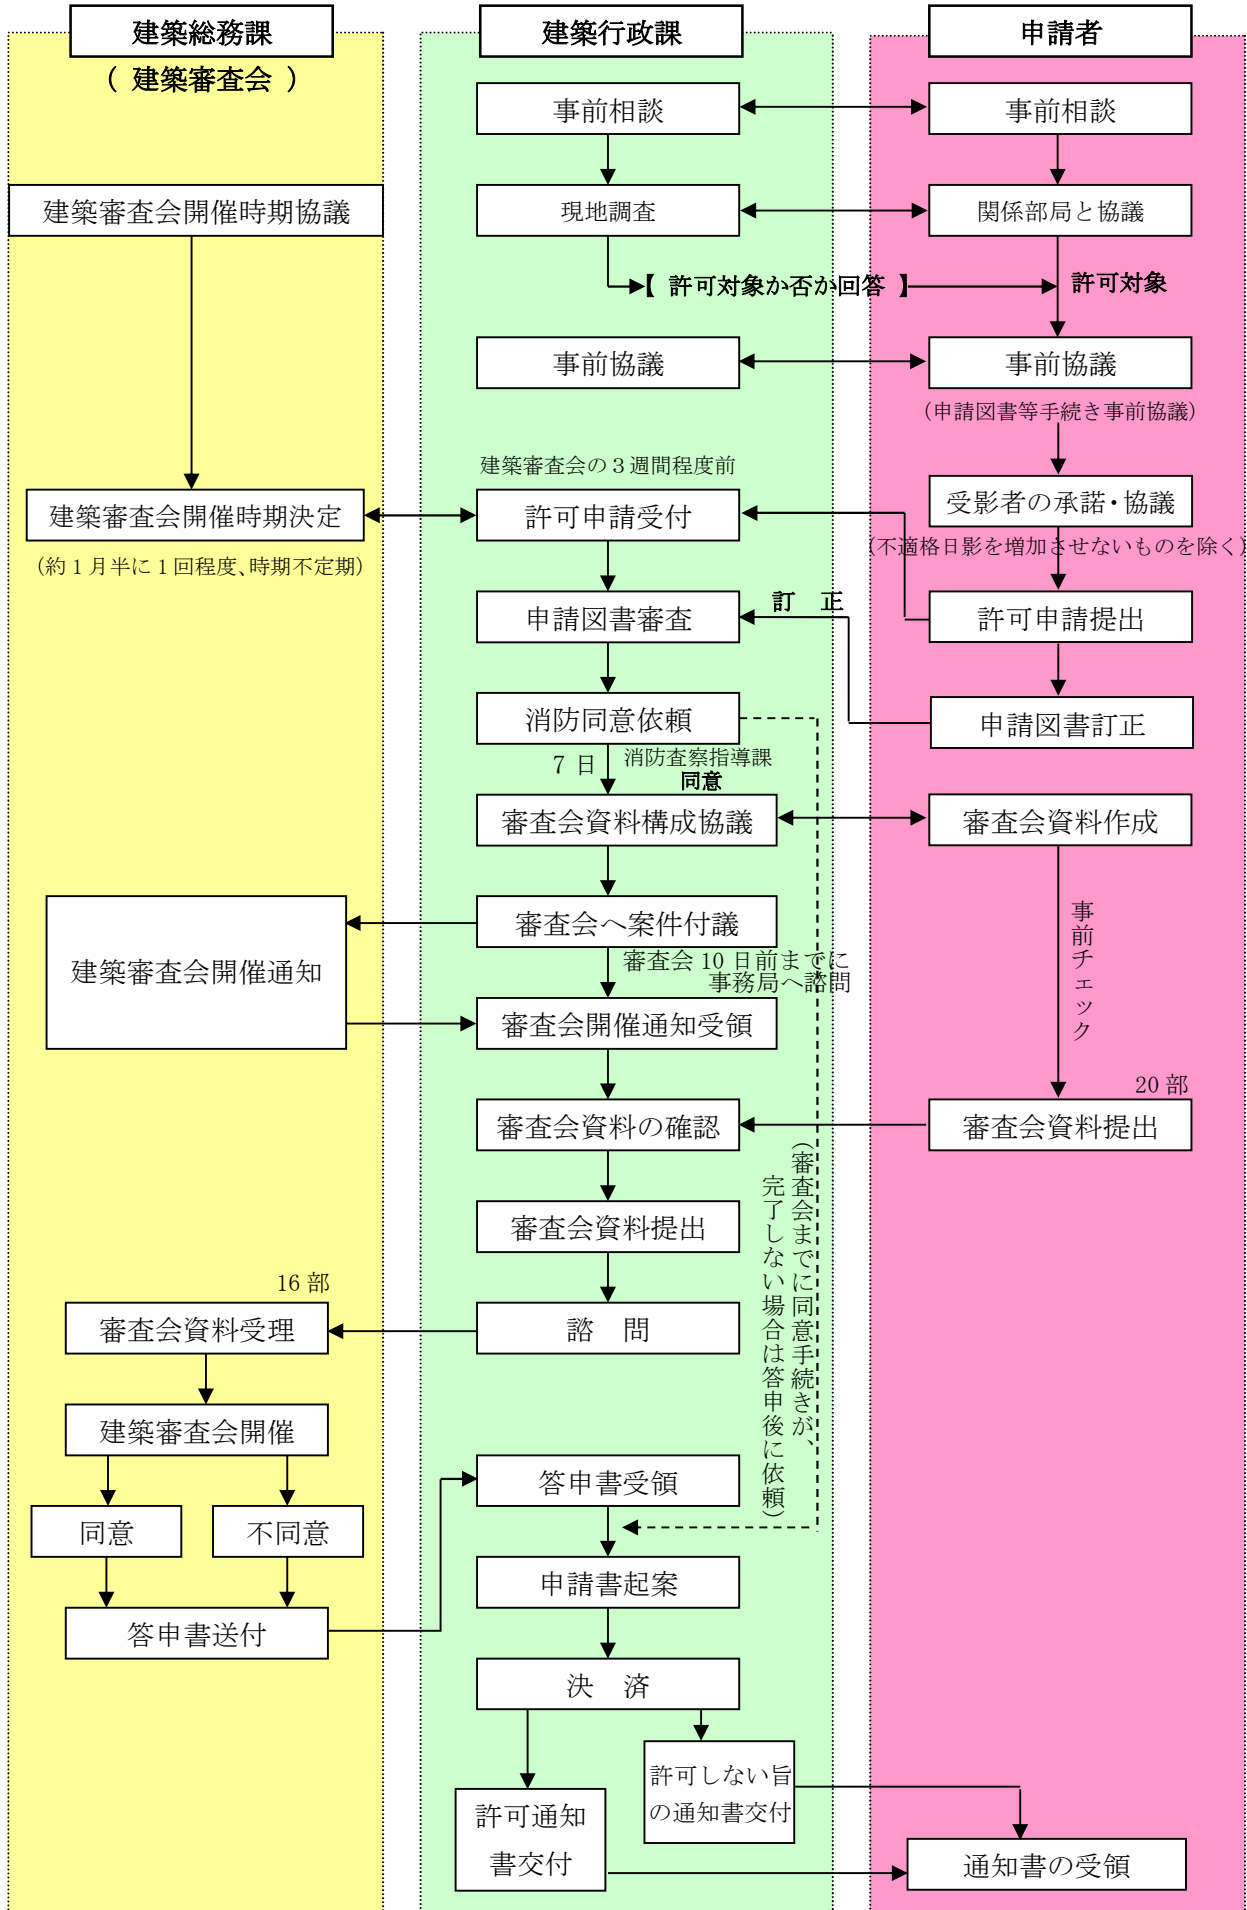 建築総務課
（ 建築審査会 ）
建築行政課
申請者
事前相談
事前相談
建築審査会開催時期協議
現地調査
関係部局と協議
【 許可対象か否か回答 】
許可対象
事前協議
事前協議
（申請図書等手続き事前協議）
建築審査会の３週間程度前
建築審査会開催時期決定
許可申請受付
受影者の承諾・協議
（不適格日影を増加させないものを除く）
（約１月半に１回程度、時期不定期）
訂　正
申請図書審査
許可申請提出
消防同意依頼
申請図書訂正
7 日
消防査察指導課
同意
審査会資料構成協議
審査会資料作成
事前チェック
審査会へ案件付議
建築審査会開催通知
審査会 10 日前までに
事務局へ諮問
審査会開催通知受領
20 部
審査会資料の確認
審査会資料提出
（審査会までに同意手続きが、
完了しない場合は答申後に依頼）
審査会資料提出
16 部
審査会資料受理
諮　問
建築審査会開催
答申書受領
同意
不同意
申請書起案
答申書送付
決　済
許可しない旨
の通知書交付
許可通知
書交付
通知書の受領